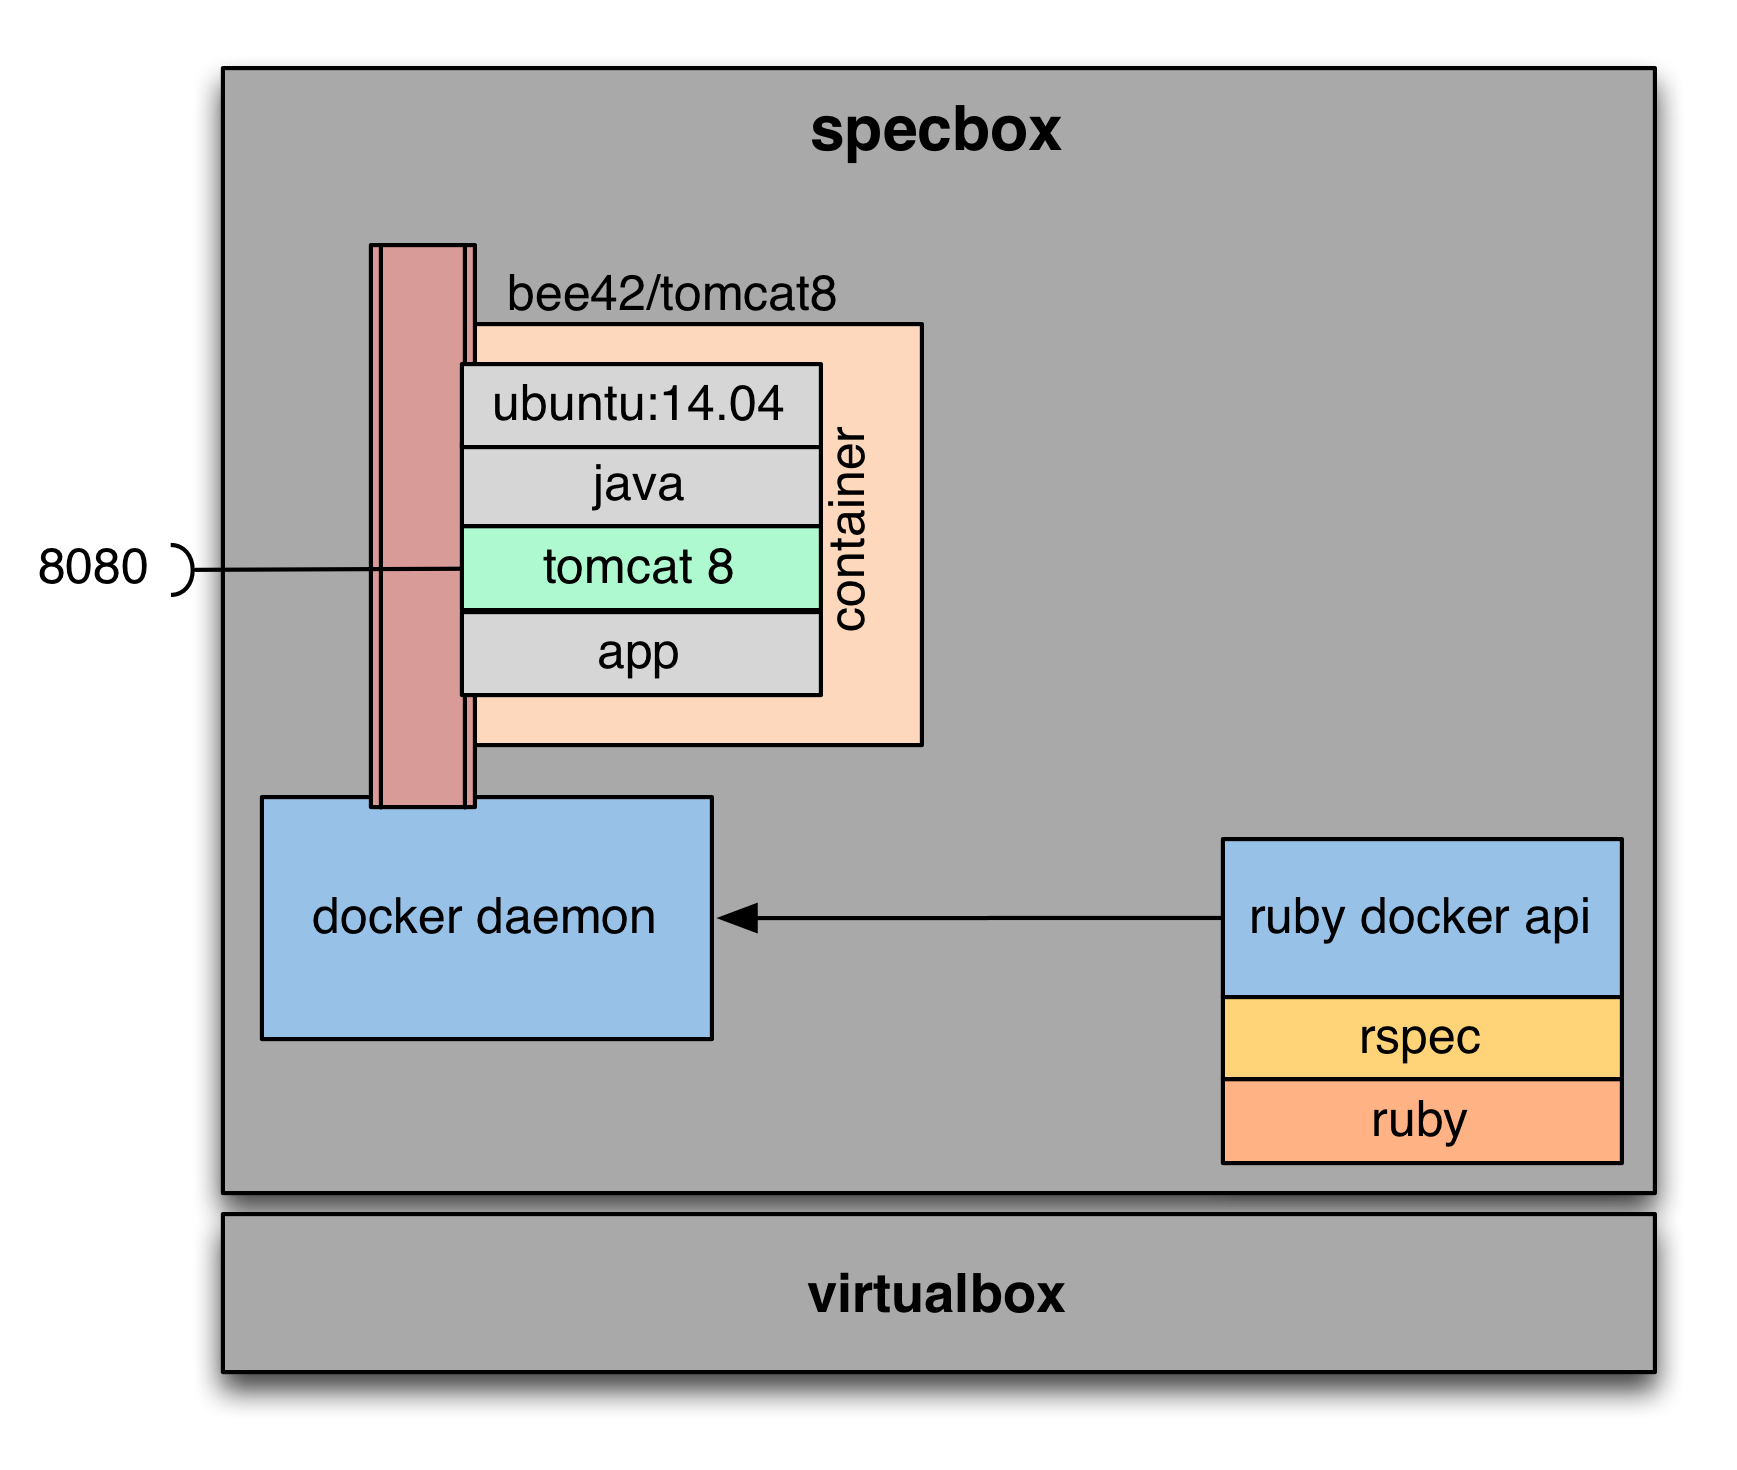 specbox
bee42/tomcat8
ubuntu:14.04
java
tomcat 8
app
container
8080
docker daemon
ruby docker api
rspec
ruby
virtualbox